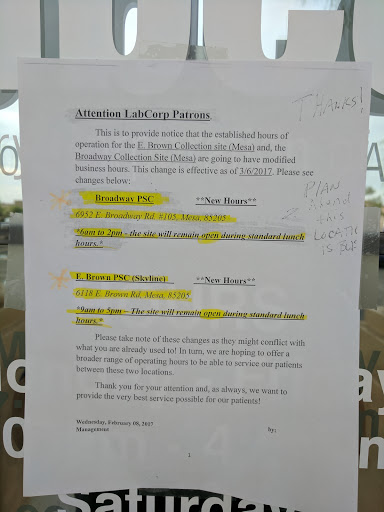 THANKS!
Attention LabCorp Patrons
This is to provide notice that the established hours of
operation for the E. Brown Collection site (Mesa) and, the
Broadway Collection Site (Mesa) are going to have modified
business hours. This change is effective as of 3/6/2017. Please see
changes below:
Broadway PSC **New Hours**
6952 E. Broadway Rd. #105, Mesa, 85205
*6am to 2pm - the site will remain open during standard lunch
hours.*
E. Brown PSC (Skyline) **New Hours**
6118 E. Brown Rd, Mesa, 85205
*9am to 5pm - The site will remain open during standard lunch
hours.*
Please take note of these changes as they might conflict with
what you are already used to! In turn, we are hoping to offer a
broader range of operating hours to be able to service our patients
between these two locations.
Thank you for your attention and, as always, we want to
provide the very best service possible for our patients!
Wednesday, February 08, 2017
Management by:
1
PLAN
this
IS
Saturday